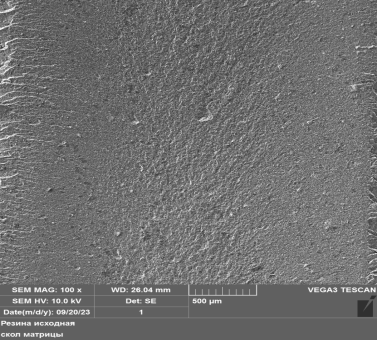 SEM MAG: 100 x WD: 26.04 mm VEGA3 TESCAN
SEM HV: 10.0 kV Det: SE 500 µm
Date(m/d/y): 09/20/23 1
Резина исходная
скол матрицы